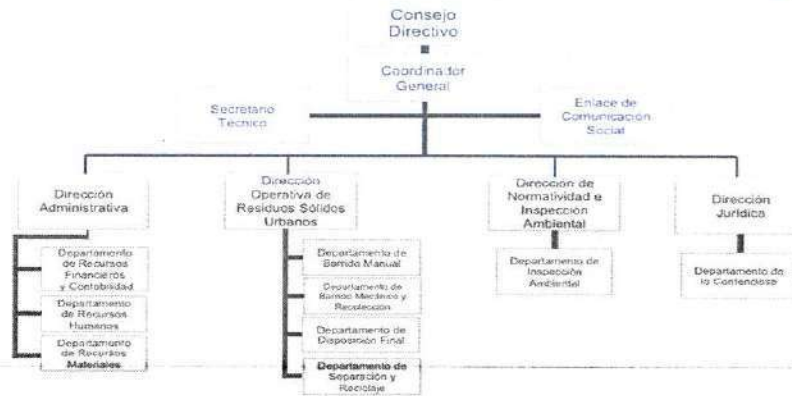 Consejo
Directivo
Coordinador
General
Secretario
Técnico
Enlace de
Comunicación
Social
Dirección
Administrativa
Dirección
Operativa de
Residuos Sólidos
Urbanos
Dirección de
Normatividad e
Inspección
Ambiental
Dirección
Jurídica
Departamento
de Recursos
Financieros
y Contabilidad
Departamento
de Recursos
Humanos
Departamento
de Recursos
Materiales
Departamento de
Barrido Manual
Departamento de
Barrido Mecánico y
Recolección
Departamento de
Disposición Final
Departamento de
Separación y
Reciclaje
Departamento de
Inspección
Ambiental
Departamento de
lo Contencioso